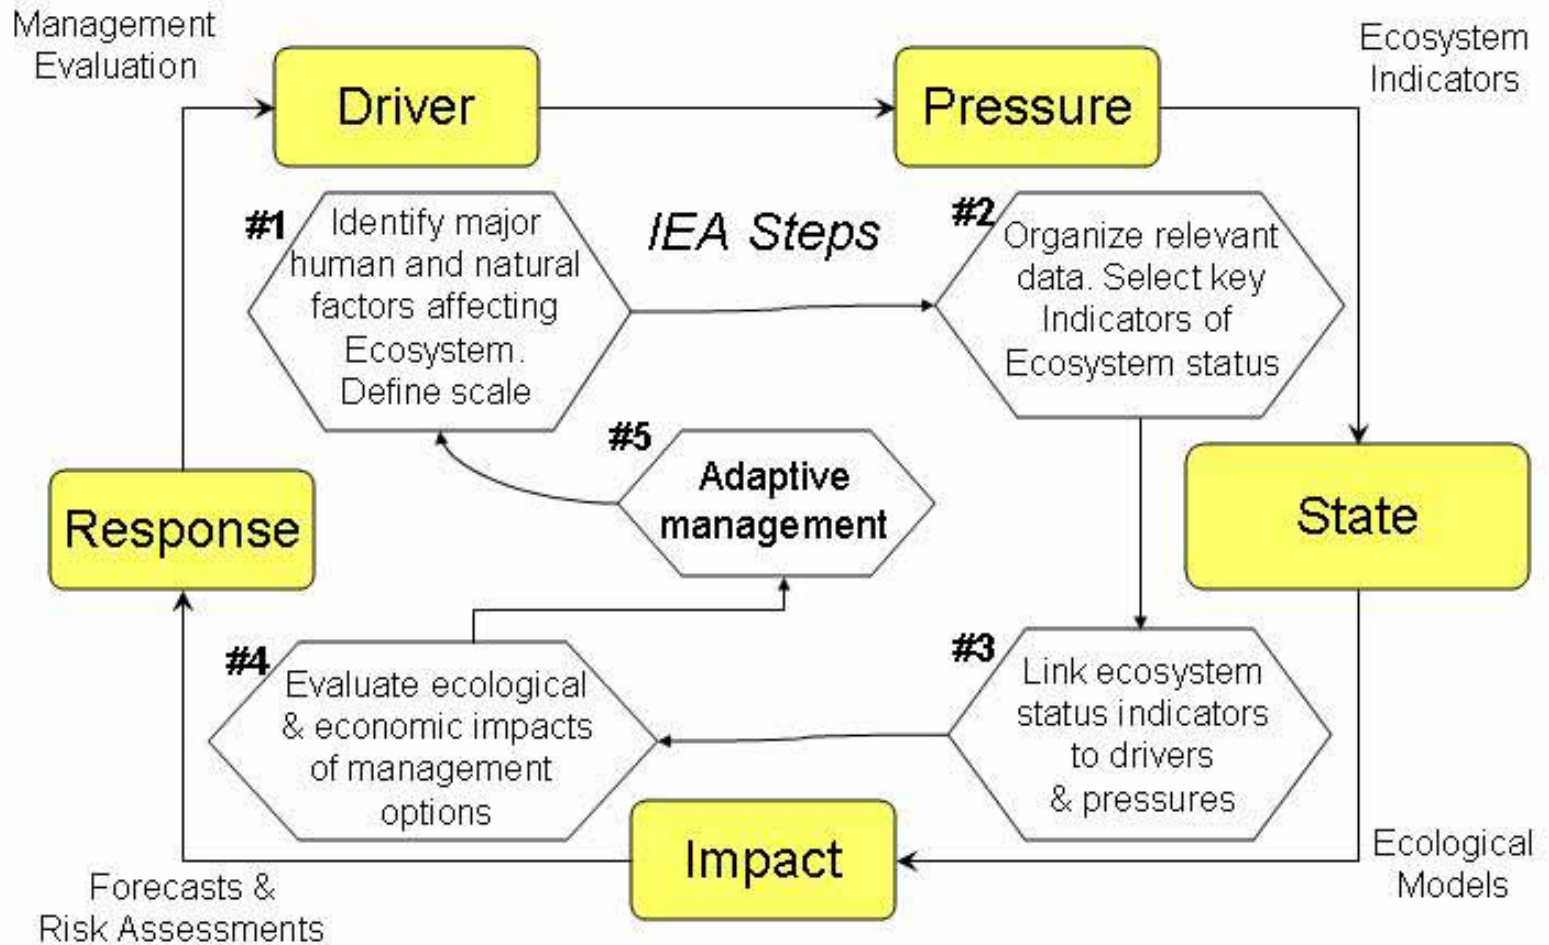 Management
Evaluation
Driver
Pressure
Ecosystem
Indicators
#1
Identify major
human and natural
factors affecting
Ecosystem.
Define scale
IEA Steps
#2
Organize relevant
data. Select key
Indicators of
Ecosystem status
#5
Adaptive
management
Response
State
#4
Evaluate ecological
& economic impacts
of management
options
#3
Link ecosystem
status indicators
to drivers
& pressures
Impact
Forecasts &
Risk Assessments
Ecological
Models